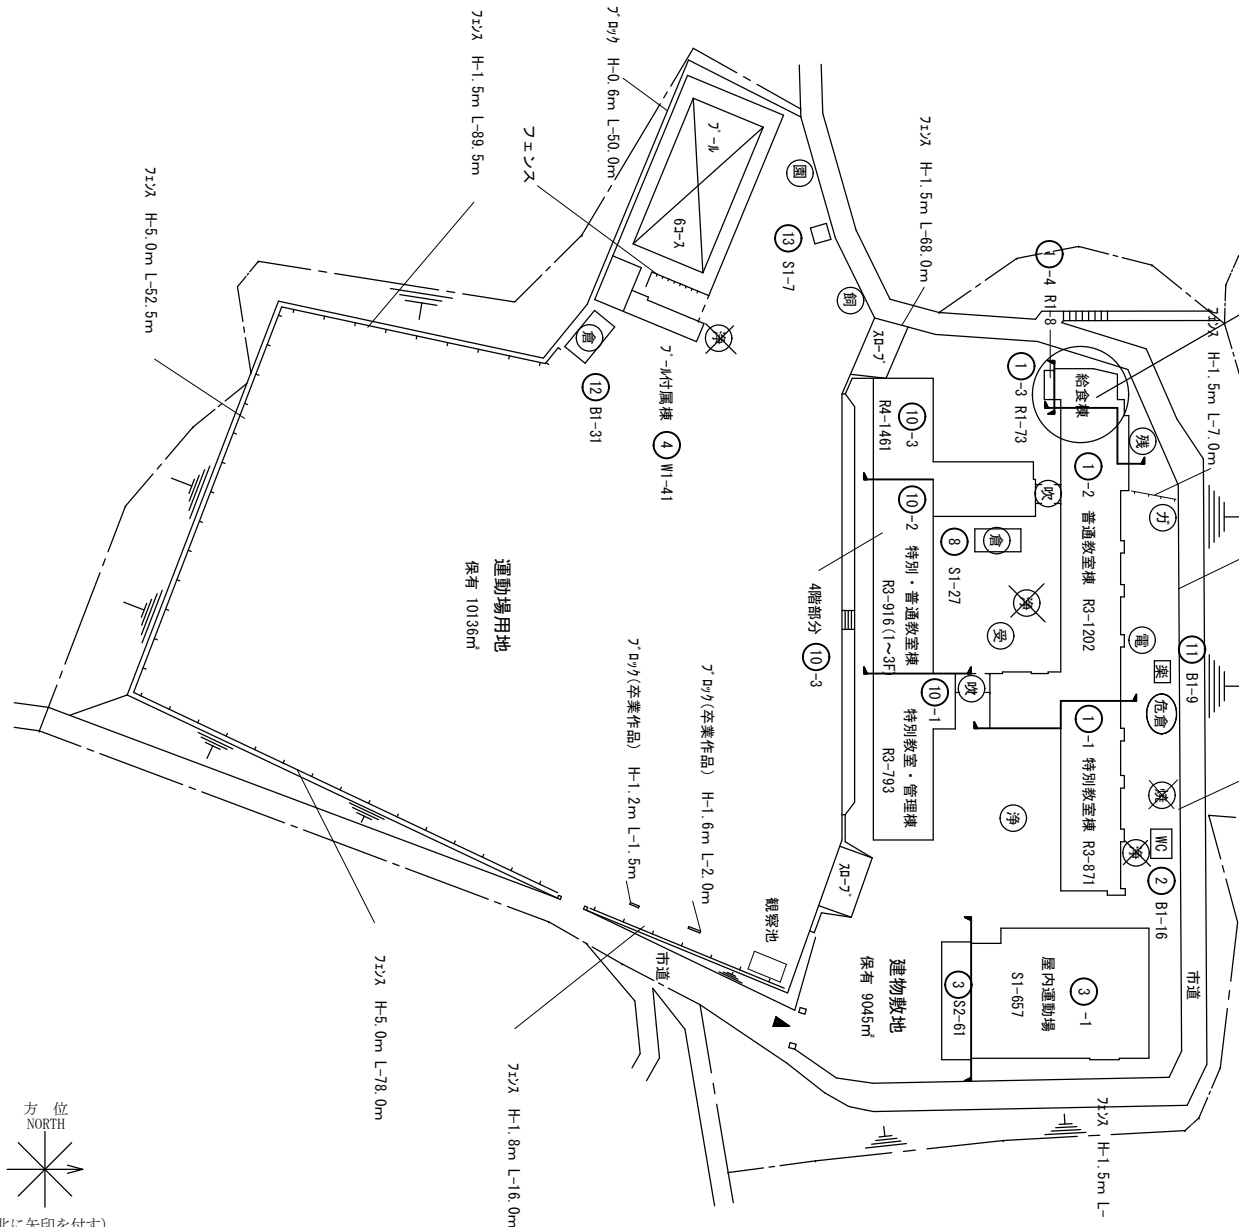 ﾌｪﾝｽ H-1.5m L-89.5m
ﾌﾞﾛｯｸ H-0.6m L-50.0m
フェンス
ﾌｪﾝｽ H-5.0m L-52.5m
ﾌﾟｰﾙ
6ｺｰｽ
園
13 S1-7
飼
ﾌｪﾝｽ H-1.5m L-68.0m
1-4 R1-8
ﾌｪﾝｽ H-1.5m L-7.0m
倉
12 B1-31
浄
ﾌﾟｰﾙ付属棟 4 W1-41
ｽﾛｰﾌﾟ
1-3 R1-73
給食棟
残
10-3
R4-1461
吹
1-2 普通教室棟 R3-1202
ガ
10-2 特別・普通教室棟
R3-916(1～3F)
8 S1-27
倉
浄
受
4階部分 10-3
電
楽
11 B1-9
危倉
運動場用地
保有 10136㎡
10-1 特別教室・管理棟
R3-793
吹
1-1 特別教室棟 R3-871
焼
浄
浄
WC
2 B1-16
ﾌﾞﾛｯｸ(卒業作品) H-1.2m L-1.5m
ﾌﾞﾛｯｸ(卒業作品) H-1.6m L-2.0m
ｽﾛｰﾌﾟ
観察池
市道
建物敷地
保有 9045㎡
3 S2-61
3-1
屋内運動場
S1-657
市道
ﾌｪﾝｽ H-5.0m L-78.0m
ﾌｪﾝｽ H-1.8m L-16.0m
ﾌｪﾝｽ H-1.5m L-
方 位
NORTH
北に矢印を付す)